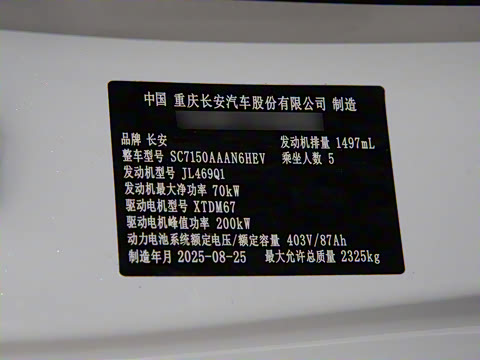 中国 重庆长安汽车股份有限公司 制造
品牌 长安 发动机排量 1497mL
整车型号 SC7150AAAN6HEV 乘坐人数 5
发动机型号 JL469Q1
发动机最大净功率 70kW
驱动电机型号 XTDM67
驱动电机峰值功率 200kW
动力电池系统额定电压/额定容量 403V/87Ah
制造年月 2025-08-25 最大允许总质量 2325kg